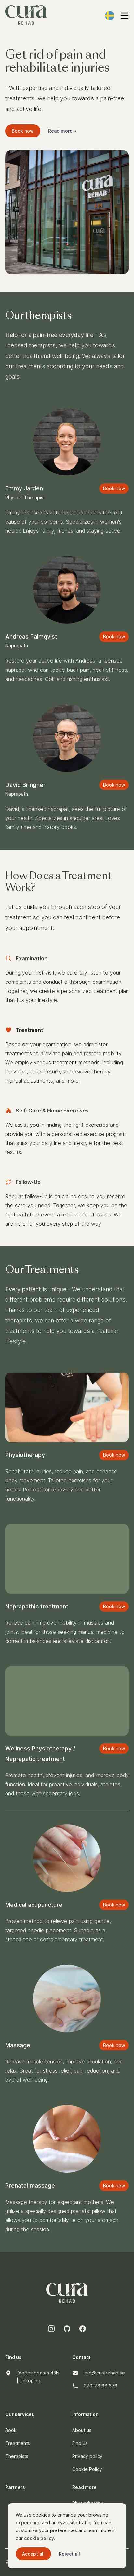 cura
REHAB
Get rid of pain and
rehabilitate injuries
- With expertise and individually tailored
treatments, we help you towards a pain-free
and active life.
Book now
Read more→
cura
REHAB
Our therapists
Help for a pain-free everyday life - As
licensed therapists, we help you towards
better health and well-being. We always tailor
our treatments according to your needs and
goals.
Emmy Jardén
Book now
Physical Therapist
Emmy, licensed fysioterapeut, identifies the root
cause of your concerns. Specializes in women's
health. Enjoys family, friends, and staying active.
Andreas Palmqvist
Book now
Naprapath
Restore your active life with Andreas, a licensed
naprapat who can tackle back pain, neck stiffness,
and headaches. Golf and fishing enthusiast.
David Bringner
Book now
Naprapath
David, a licensed naprapat, sees the full picture of
your health. Specializes in shoulder issues. Loves
family time and history books.
How Does a Treatment
Work?
Let us guide you through each step of your
treatment so you can feel confident before
your appointment.
Examination
During your first visit, we carefully listen to your
complaints and conduct a thorough examination.
Together, we create a personalized treatment plan
that fits your lifestyle.
Treatment
Based on your examination, we administer
treatments to alleviate pain and restore mobility.
We employ various treatment methods, including
massage, acupuncture, shockwave therapy,
manual adjustments, and more.
Self-Care & Home Exercises
We assist you in finding the right exercises and
provide you with a personalized exercise program
that suits your daily life and lifestyle for the best
results.
Follow-Up
Regular follow-up is crucial to ensure you receive
the care you need. Together, we keep you on the
right path to prevent a recurrence of issues. We
are here for you every step of the way.
Our Treatments
Every patient is unique - We understand that
different problems require different solutions.
Thanks to our team of experienced
therapists, we can offer a wide range of
treatments to help you towards a healthier
lifestyle.
Physiotherapy
Book now
Rehabilitate injuries, reduce pain, and enhance
body movement. Tailored exercises for your
needs. Perfect for recovery and better
functionality.
Naprapathic treatment
Book now
Relieve pain, improve mobility in muscles and
joints. Ideal for those seeking manual medicine to
correct imbalances and alleviate discomfort.
Wellness Physiotherapy /
Naprapatic treatment
Book now
Promote health, prevent injuries, and improve body
function. Ideal for proactive individuals, athletes,
and those with sedentary jobs.
Medical acupuncture
Book now
Proven method to relieve pain using gentle,
targeted needle placement. Suitable as a
standalone or complementary treatment.
Massage
Book now
Release muscle tension, improve circulation, and
relax. Great for stress relief, pain reduction, and
overall well-being.
Prenatal massage
Book now
Massage therapy for expectant mothers. We
utilize a specially designed prenatal pillow that
allows you to comfortably lie on your stomach
during the session.
cura
REHAB
Find us
Drottninggatan 43N
| Linköping
Contact
info@curarehab.se
070-76 66 676
Our services
Book
Treatments
Therapists
Information
About us
Find us
Privacy policy
Cookie Policy
Partners
Read more
We use cookies to enhance your browsing
experience and analyze site traffic. You can
customize your preferences and learn more in
our cookie policy.
Accept all
Reject all